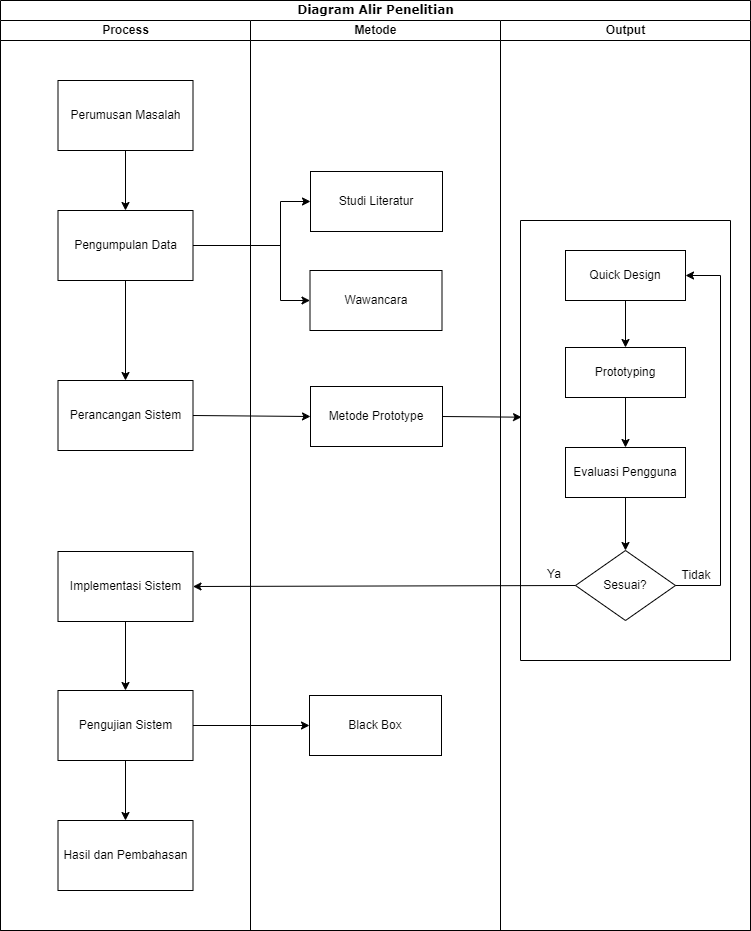 Diagram Alir Penelitian
Process
Metode
Output
Perumusan Masalah
Pengumpulan Data
Studi Literatur
Wawancara
Quick Design
Prototyping
Perancangan Sistem
Metode Prototype
Evaluasi Pengguna
Sesuai?
Ya
Tidak
Implementasi Sistem
Pengujian Sistem
Black Box
Hasil dan Pembahasan